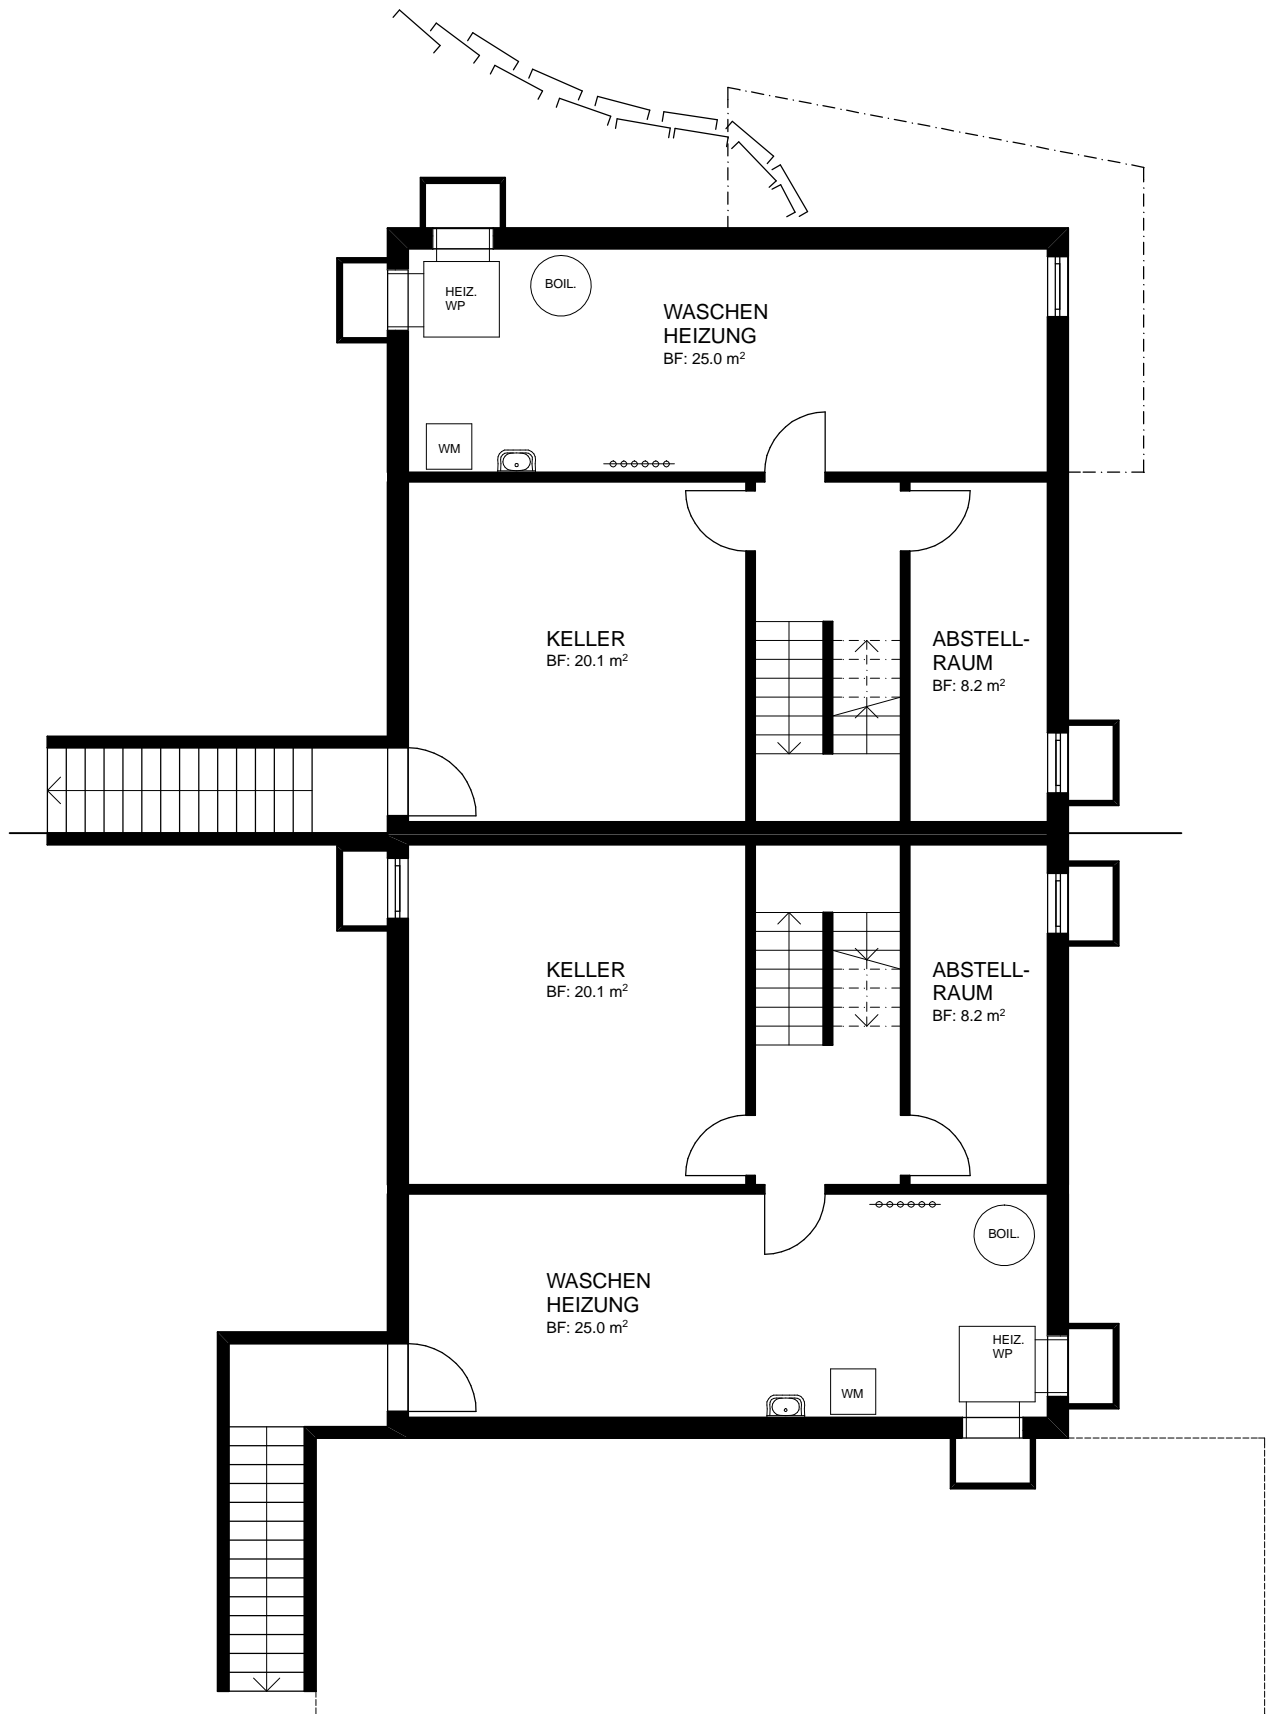 HEIZ.
WP
BOIL.
WASCHEN
HEIZUNG
BF: 25.0 m²
WM
KELLER
BF: 20.1 m²
ABSTELL-
RAUM
BF: 8.2 m²
KELLER
BF: 20.1 m²
ABSTELL-
RAUM
BF: 8.2 m²
BOIL.
WASCHEN
HEIZUNG
BF: 25.0 m²
HEIZ.
WP
WM